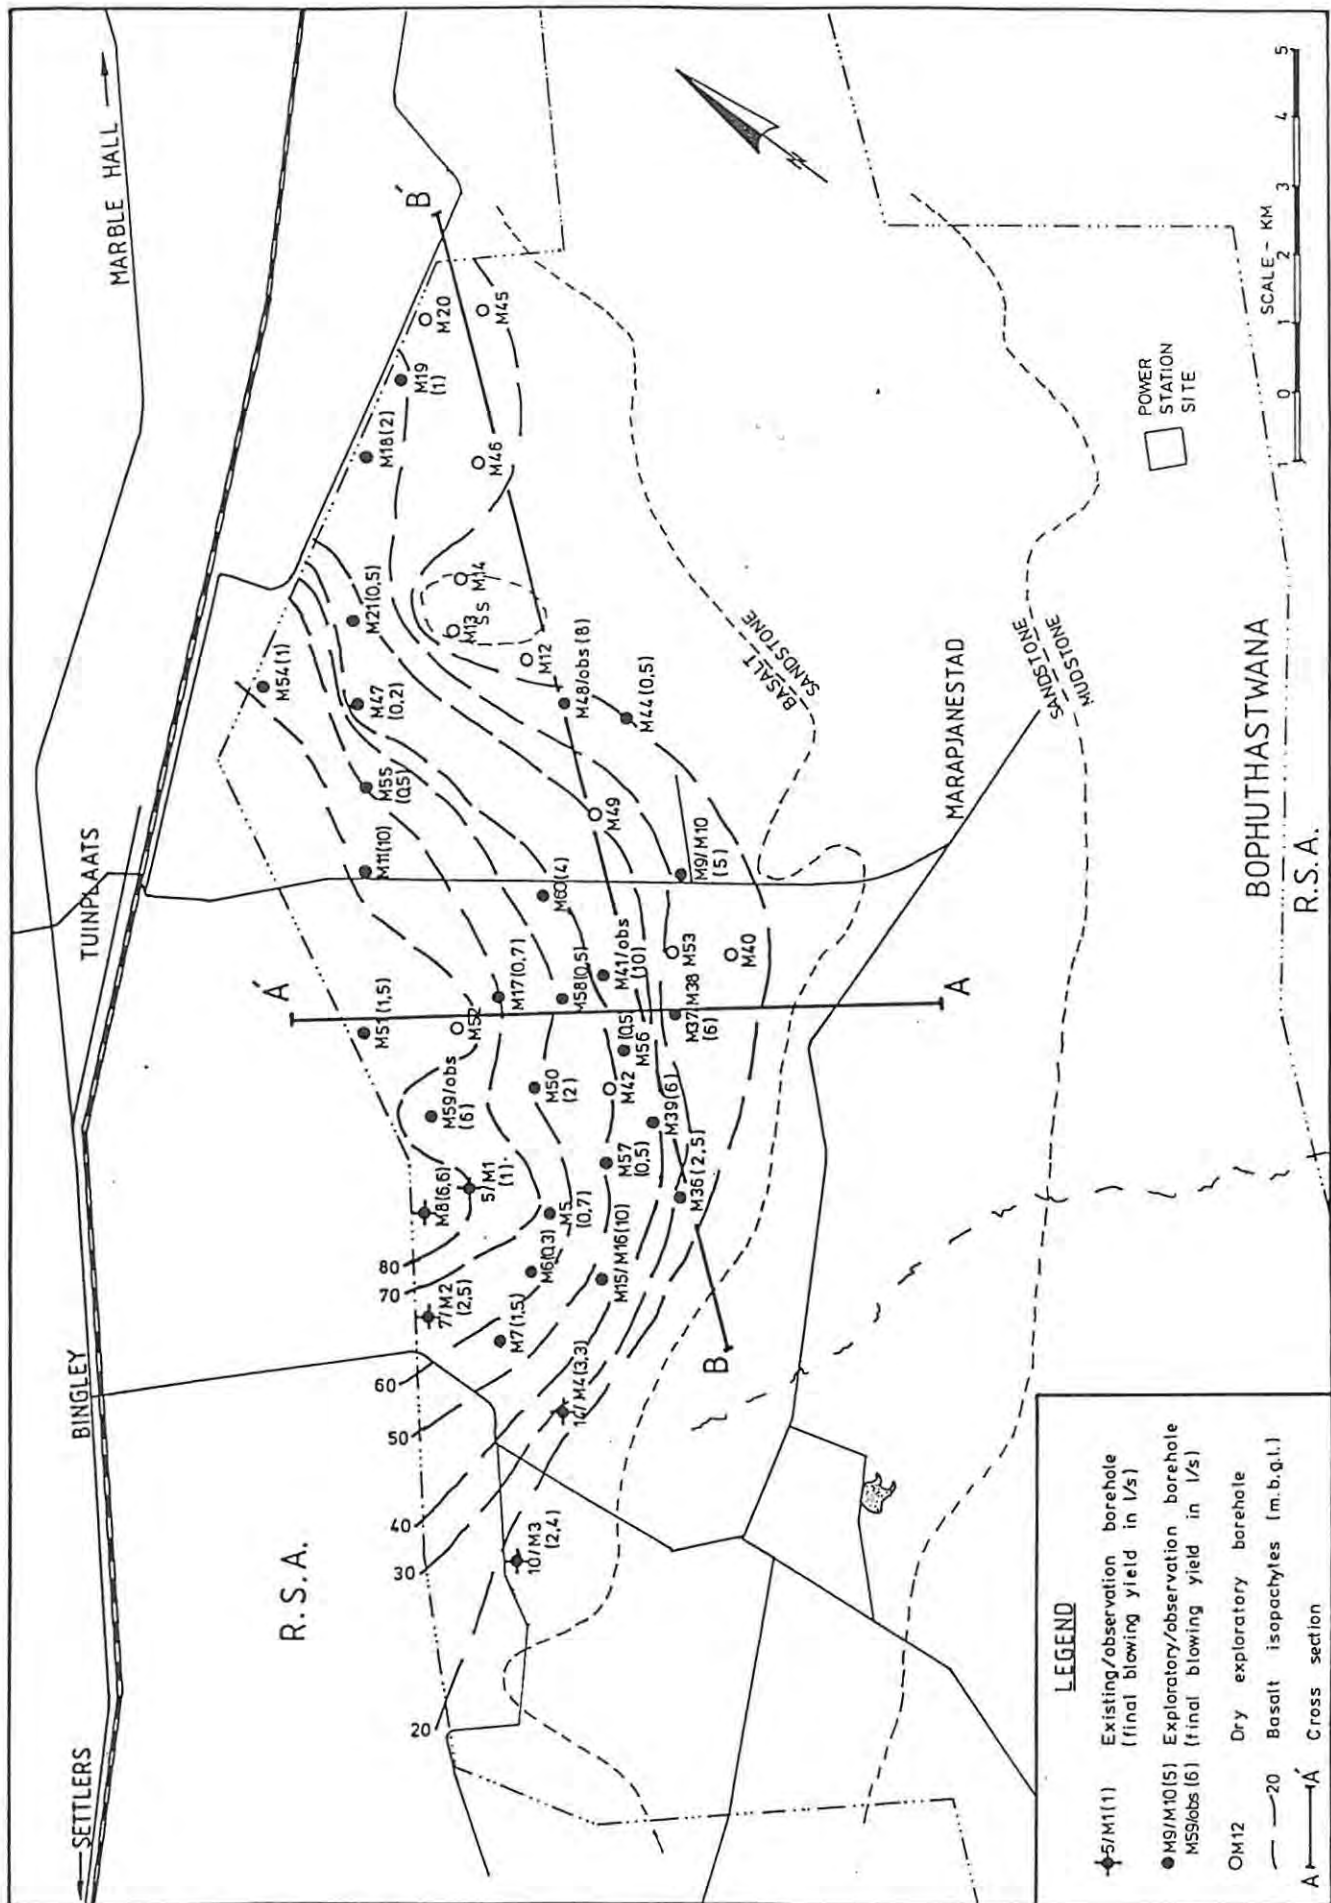 SETTLERS
BINGLEY
TUINPLAATS
MARBLE HALL
R.S.A.
20
30
40
50
60
70
80
7/M2
(2,5)
M8(6,6)
5/M1
(1)
M59/obs
(6)
M51(1,5)
M52
M11(10)
M55
(0,5)
M54(1)
M47
(0,2)
M21(0,5)
M18(2)
M19
(1)
M20
M45
M46
M14
M13
SS
M12
M48/obs(8)
M44(0,5)
M49
M60(4)
M17(0,7)
M58(0,5)
M41/obs
(10)
M53
M40
M9/M10
(5)
M37/M38
(6)
(0,5)
M56
M42
M50
(2)
M39(6)
M57
(0,5)
M36(2,5)
M5
(0,7)
M6(0,3)
M15/M16(10)
M7(1,5)
14/M4(3,3)
10/M3
(2,4)
A
A'
B
B'
BASALT
SANDSTONE
SANDSTONE
MUDSTONE
MARAPJANESTAD
POWER
STATION
SITE
N
BOPHUTHASTWANA
R.S.A.
SCALE - KM
1 0 1 2 3 4 5
LEGEND
5/M1(1) Existing/observation borehole
(final blowing yield in l/s)
M9/M10(5) Exploratory/observation borehole
M59/obs(6) (final blowing yield in l/s)
M12 Dry exploratory borehole
20 Basalt isopachytes (m.b.g.l.)
A A' Cross section